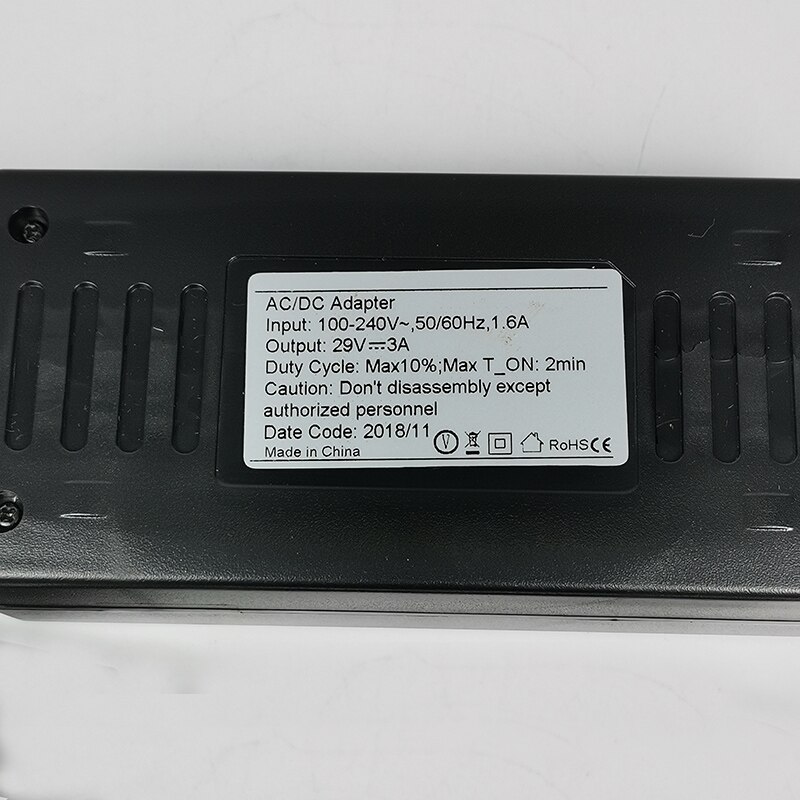 AC/DC Adapter
Input: 100-240V~,50/60Hz,1.6A
Output: 29V⎓3A
Duty Cycle: Max10%;Max T_ON: 2min
Caution: Don't disassembly except
authorized personnel
Date Code: 2018/11 V RoHS CE
Made in China